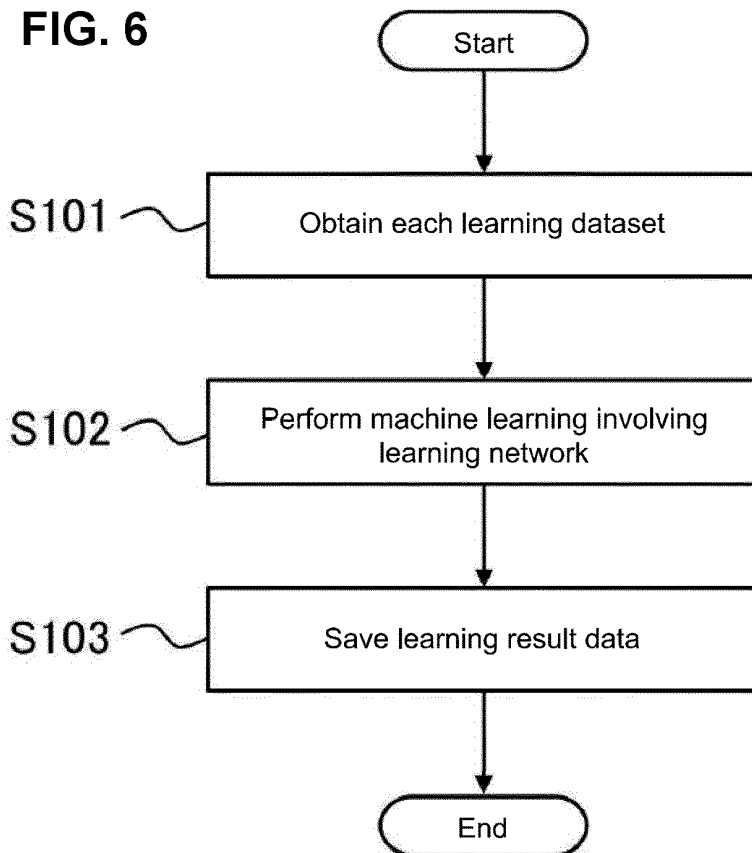 FIG. 6
Start
S101
Obtain each learning dataset
S102
Perform machine learning involving
learning network
S103
Save learning result data
End